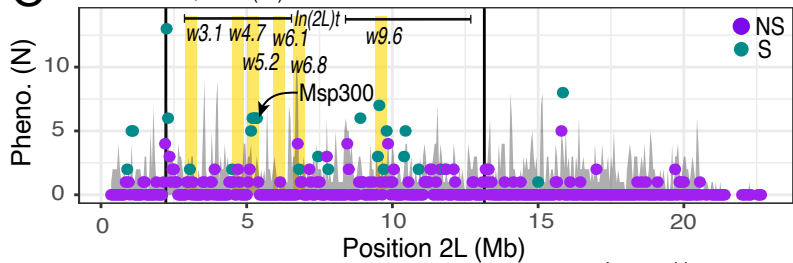 In(2L)t
NS
S
w3.1 w4.7 w6.1 w9.6
w5.2 w6.8
Msp300
Pheno. (N)
10
5
0
0 5 10 15 20
Position 2L (Mb)